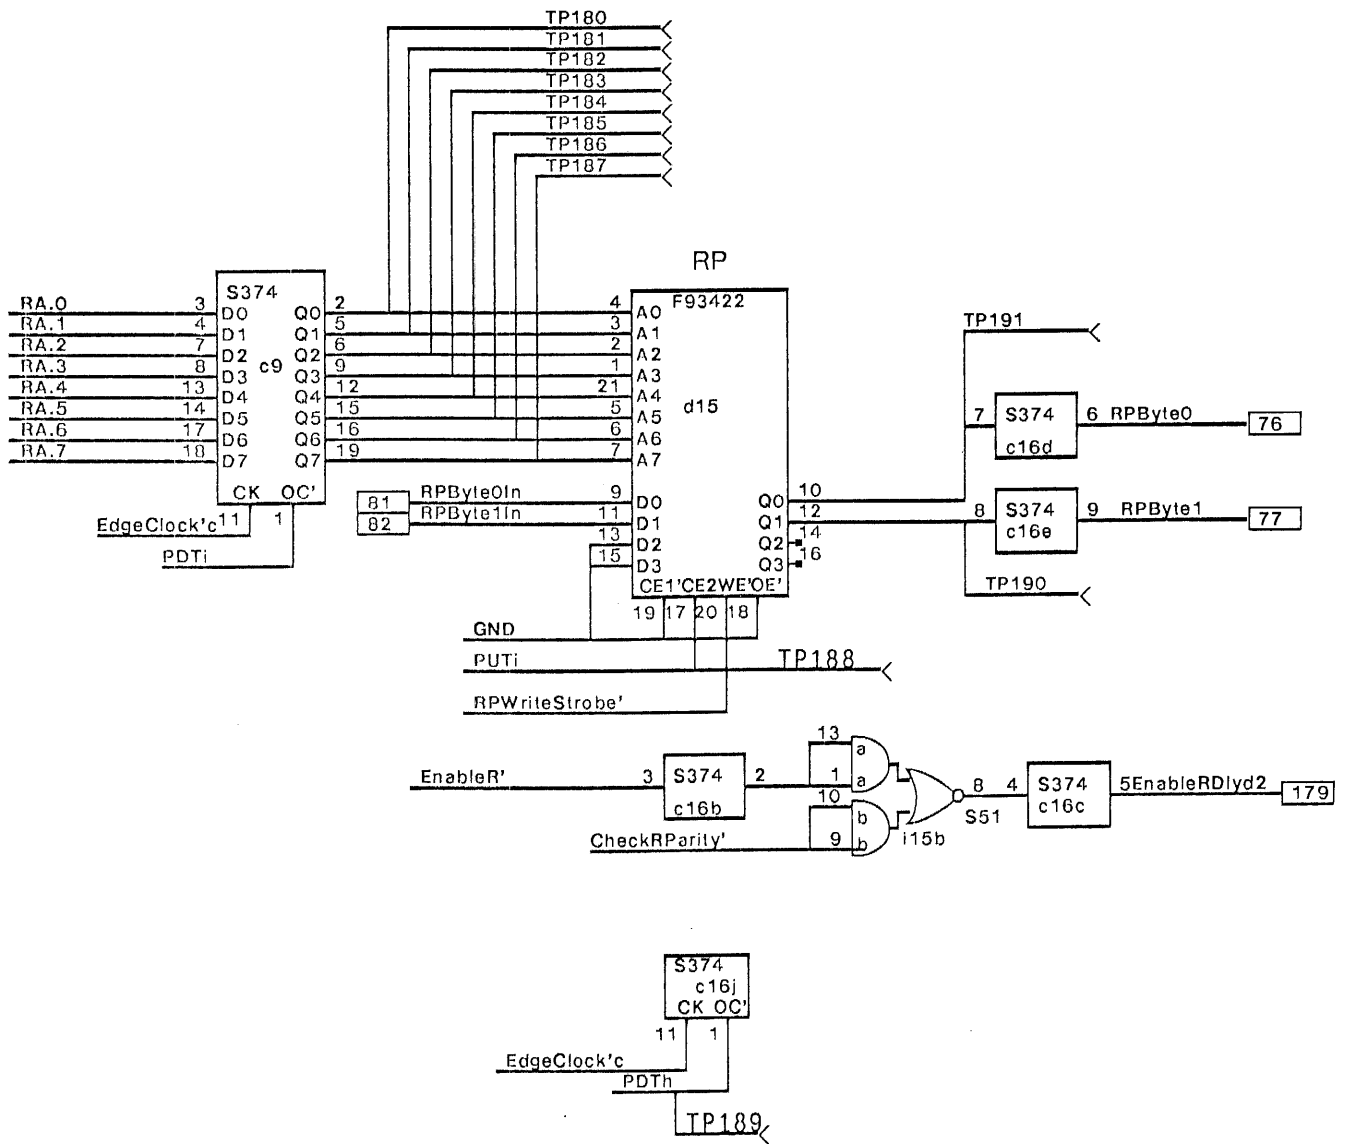 TP180
TP181
TP182
TP183
TP184
TP185
TP186
TP187
RP
S374
F93422
RA.0 3 D0 Q0 2 4 A0
RA.1 4 D1 Q1 5 3 A1
RA.2 7 D2 Q2 6 2 A2
RA.3 8 D3 c9 Q3 9 1 A3
RA.4 13 D4 Q4 12 21 A4
RA.5 14 D5 Q5 15 5 A5
RA.6 17 D6 Q6 16 6 A6
RA.7 18 D7 Q7 19 7 A7
d15
TP191
7 S374 6 RPByte0 76
c16d
CK OC'
EdgeClock'c 11 1
PDTi
81 RPByte0In 9 D0 Q0 10
82 RPByte1In 11 D1 Q1 12
13 D2 Q2 14
15 D3 Q3 16
8 S374 9 RPByte1 77
c16e
TP190
CE1' CE2 WE' OE'
19 17 20 18
GND
PUTi TP188
RPWriteStrobe'
13 a
EnableR' 3 S374 2 1 a
c16b
10 b
CheckRParity' 9 b
i15b
8 S51
4 S374 5 EnableRDlyd2 179
c16c
S374
c16j
CK OC'
11 1
EdgeClock'c
PDTh
TP189